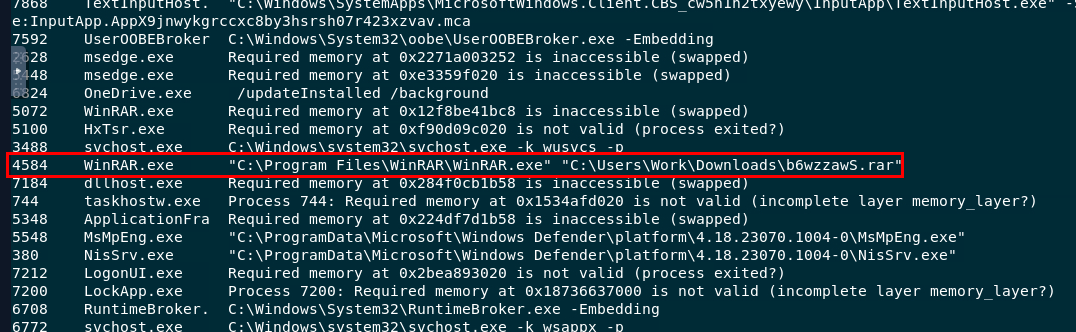 7868 TextInputHost. "C:\Windows\SystemApps\MicrosoftWindows.Client.CBS_cw5n1h2txyewy\InputApp\TextInputHost.exe" -s
e:InputApp.AppX9jnwykgrccxc8by3hsrsh07r423xzvav.mca
7592 UserOOBEBroker C:\Windows\System32\oobe\UserOOBEBroker.exe -Embedding
2628 msedge.exe Required memory at 0x2271a003252 is inaccessible (swapped)
448 msedge.exe Required memory at 0xe3359f020 is inaccessible (swapped)
6824 OneDrive.exe /updateInstalled /background
5072 WinRAR.exe Required memory at 0x12f8be41bc8 is inaccessible (swapped)
5100 HxTsr.exe Required memory at 0xf90d09c020 is not valid (process exited?)
3488 svchost.exe C:\Windows\system32\svchost.exe -k wusvcs -p
4584 WinRAR.exe "C:\Program Files\WinRAR\WinRAR.exe" "C:\Users\Work\Downloads\b6wzzawS.rar"
7184 dllhost.exe Required memory at 0x284f0cb1b58 is inaccessible (swapped)
744 taskhostw.exe Process 744: Required memory at 0x1534afd020 is not valid (incomplete layer memory_layer?)
5348 ApplicationFra Required memory at 0x224df7d1b58 is inaccessible (swapped)
5548 MsMpEng.exe "C:\ProgramData\Microsoft\Windows Defender\platform\4.18.23070.1004-0\MsMpEng.exe"
380 NisSrv.exe "C:\ProgramData\Microsoft\Windows Defender\platform\4.18.23070.1004-0\NisSrv.exe"
7212 LogonUI.exe Required memory at 0x2bea893020 is not valid (process exited?)
7200 LockApp.exe Process 7200: Required memory at 0x18736637000 is not valid (incomplete layer memory_layer?)
6708 RuntimeBroker. C:\Windows\System32\RuntimeBroker.exe -Embedding
6772 svchost.exe C:\Windows\system32\svchost.exe -k wsappx -p